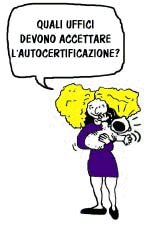 QUALI UFFICI
DEVONO ACCETTARE
L'AUTOCERTIFICAZIONE?